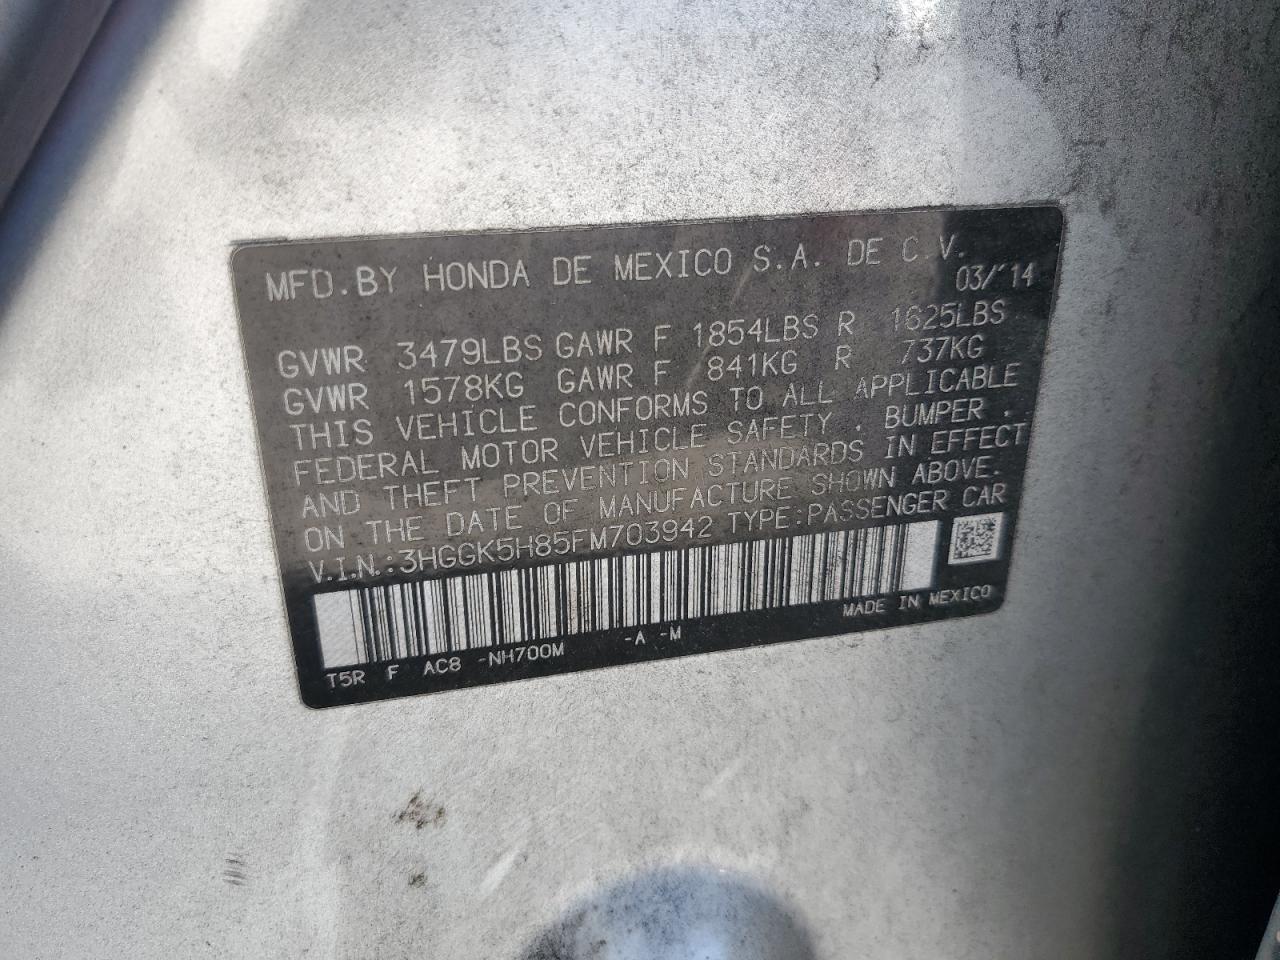 MFD.BY HONDA DE MEXICO S.A. DE C.V.
03/'14
GVWR 3479LBS GAWR F 1854LBS R 1625LBS
GVWR 1578KG GAWR F 841KG R 737KG
THIS VEHICLE CONFORMS TO ALL APPLICABLE
FEDERAL MOTOR VEHICLE SAFETY , BUMPER ,
AND THEFT PREVENTION STANDARDS IN EFFECT
ON THE DATE OF MANUFACTURE SHOWN ABOVE.
V.I.N.:3HGGK5H85FM703942 TYPE:PASSENGER CAR
MADE IN MEXICO
T5R F AC8 -NH700M -A -M